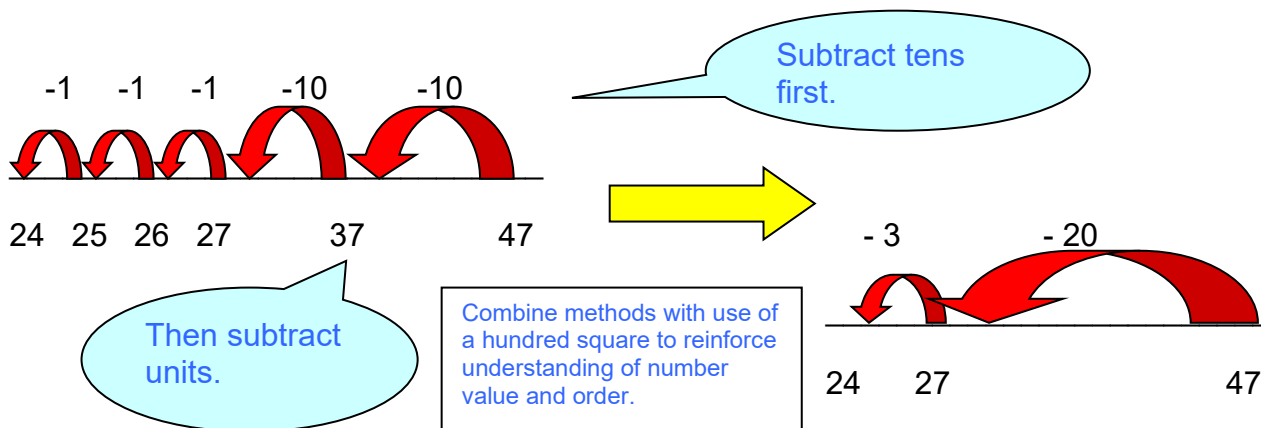 Subtract tens
first.
-1 -1 -1 -10 -10
24 25 26 27 37 47
- 3 - 20
24 27 47
Then subtract
units.
Combine methods with use of
a hundred square to reinforce
understanding of number
value and order.